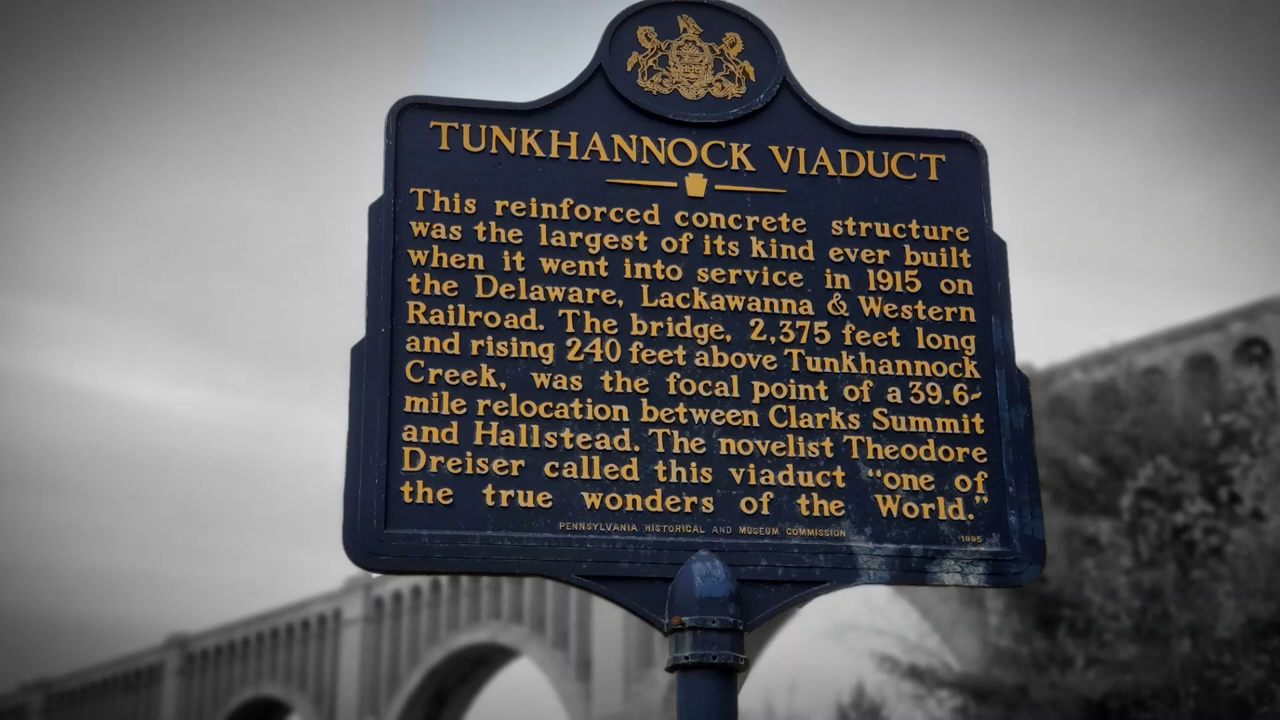 TUNKHANNOCK VIADUCT
This reinforced concrete structure
was the largest of its kind ever built
when it went into service in 1915 on
the Delaware, Lackawanna & Western
Railroad. The bridge, 2,375 feet long
and rising 240 feet above Tunkhannock
Creek, was the focal point of a 39.6-
mile relocation between Clarks Summit
and Hallstead. The novelist Theodore
Dreiser called this viaduct “one of
the true wonders of the World.”
PENNSYLVANIA HISTORICAL AND MUSEUM COMMISSION
1995